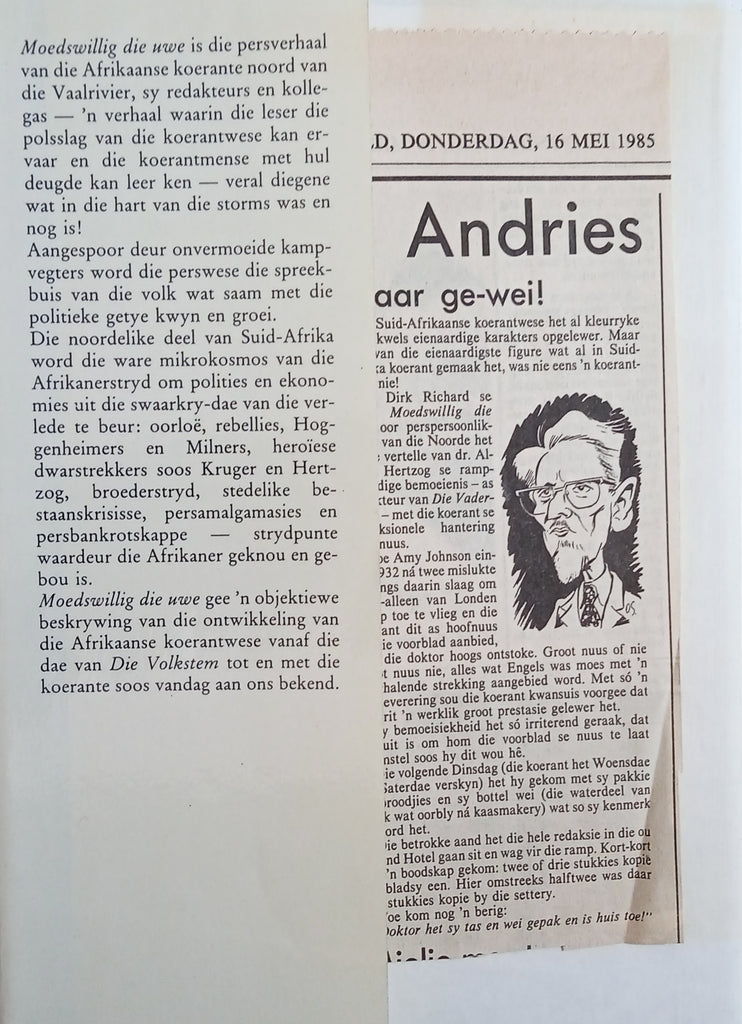 Moedswillig die uwe is die persverhaal
van die Afrikaanse koerante noord van
die Vaalrivier, sy redakteurs en kolle-
gas — 'n verhaal waarin die leser die
polsslag van die koerantwese kan er-
vaar en die koerantmense met hul
deugde kan leer ken — veral diegene
wat in die hart van die storms was en
nog is!
Aangespoor deur onvermoeide kamp-
vegters word die perswese die spreek-
buis van die volk wat saam met die
politieke getye kwyn en groei.
Die noordelike deel van Suid-Afrika
word die ware mikrokosmos van die
Afrikanerstryd om polities en ekono-
mies uit die swaarkry-dae van die ver-
lede te beur: oorloë, rebellies, Hog-
genheimers en Milners, heroïese
dwarstrekkers soos Kruger en Hert-
zog, broederstryd, stedelike be-
staanskrisisse, persamalgamasies en
persbankrotskappe — strydpunte
waardeur die Afrikaner geknou en ge-
bou is.
Moedswillig die uwe gee 'n objektiewe
beskrywing van die ontwikkeling van
die Afrikaanse koerantwese vanaf die
dae van Die Volkstem tot en met die
koerante soos vandag aan ons bekend.
D, DONDERDAG, 16 MEI 1985
Andries
aar ge-wei!
Suid-Afrikaanse koerantwese het al kleurryke
kwels eienaardige karakters opgelewer. Maar
van die eienaardigste figure wat al in Suid-
ka koerant gemaak het, was nie eens 'n koerant-
nie!
Dirk Richard se
Moedswillig die
oor perspersoonlik-
van die Noorde het
vertelle van dr. Al-
Hertzog se ramp-
dige bemoeienis – as
kteur van Die Vader-
– met die koerant se
ksionele hantering
nuus.
oe Amy Johnson ein-
932 ná twee mislukte
ngs daarin slaag om
-alleen van Londen
p toe te vlieg en die
ant dit as hoofnuus
ie voorblad aanbied,
die doktor hoogs ontstoke. Groot nuus of nie
t nuus nie, alles wat Engels was moes met 'n
halende strekking aangebied word. Met só 'n
everering sou die koerant kwansuis voorgee dat
rit 'n werklik groot prestasie gelewer het.
y bemoeisiekheid het só irriterend geraak, dat
uit is om hom die voorblad se nuus te laat
nstel soos hy dit wou hê.
ie volgende Dinsdag (die koerant het Woensdae
Saterdae verskyn) het hy gekom met sy pakkie
roodjies en sy bottel wei (die waterdeel van
k wat oorbly ná kaasmakery) wat so sy kenmerk
ord het.
ie betrokke aand het die hele redaksie in die ou
nd Hotel gaan sit en wag vir die ramp. Kort-kort
'n boodskap gekom: twee of drie stukkies kopie
bladsy een. Hier omstreeks halftwee was daar
stukkies kopie by die settery.
oe kom nog 'n berig:
oktor het sy tas en wei gepak en is huis toe!"